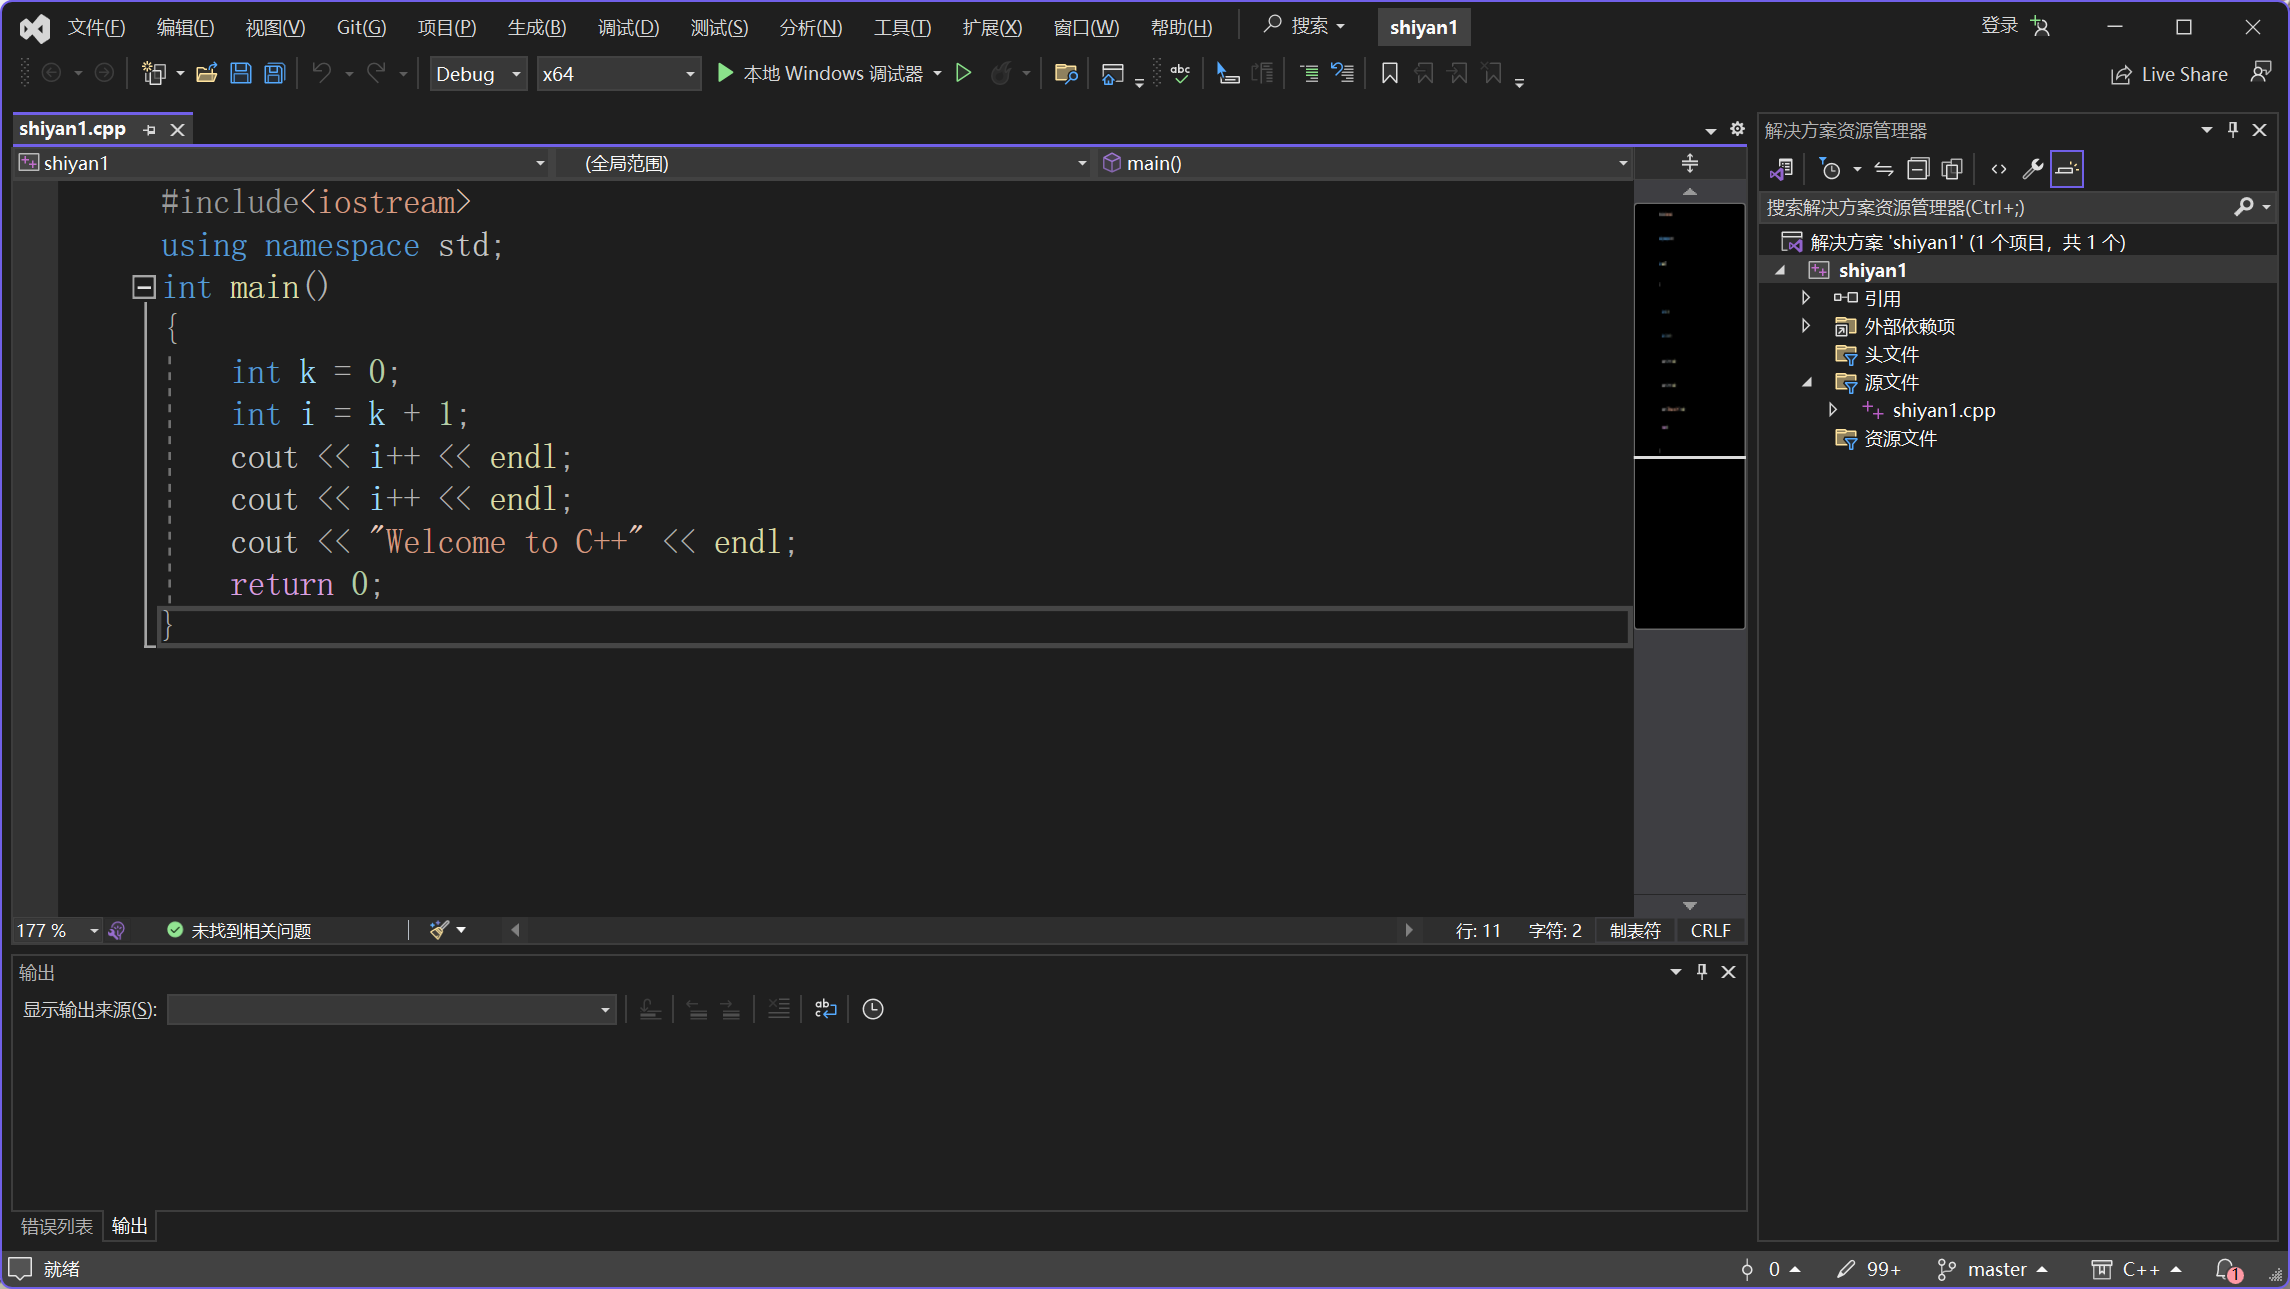 文件(F) 编辑(E) 视图(V) Git(G) 项目(P) 生成(B) 调试(D) 测试(S) 分析(N) 工具(T) 扩展(X) 窗口(W) 帮助(H) 搜索 shiyan1 登录
Debug x64 本地 Windows 调试器 Live Share
shiyan1.cpp
shiyan1 (全局范围) main()
#include<iostream>
using namespace std;
int main()
{
int k = 0;
int i = k + 1;
cout << i++ << endl;
cout << i++ << endl;
cout << "Welcome to C++" << endl;
return 0;
}
177 % 未找到相关问题 行: 11 字符: 2 制表符 CRLF
输出
显示输出来源(S):
错误列表 输出
解决方案资源管理器
搜索解决方案资源管理器(Ctrl+;)
解决方案 'shiyan1' (1 个项目，共 1 个)
shiyan1
引用
外部依赖项
头文件
源文件
shiyan1.cpp
资源文件
就绪 0 99+ master C++ 1